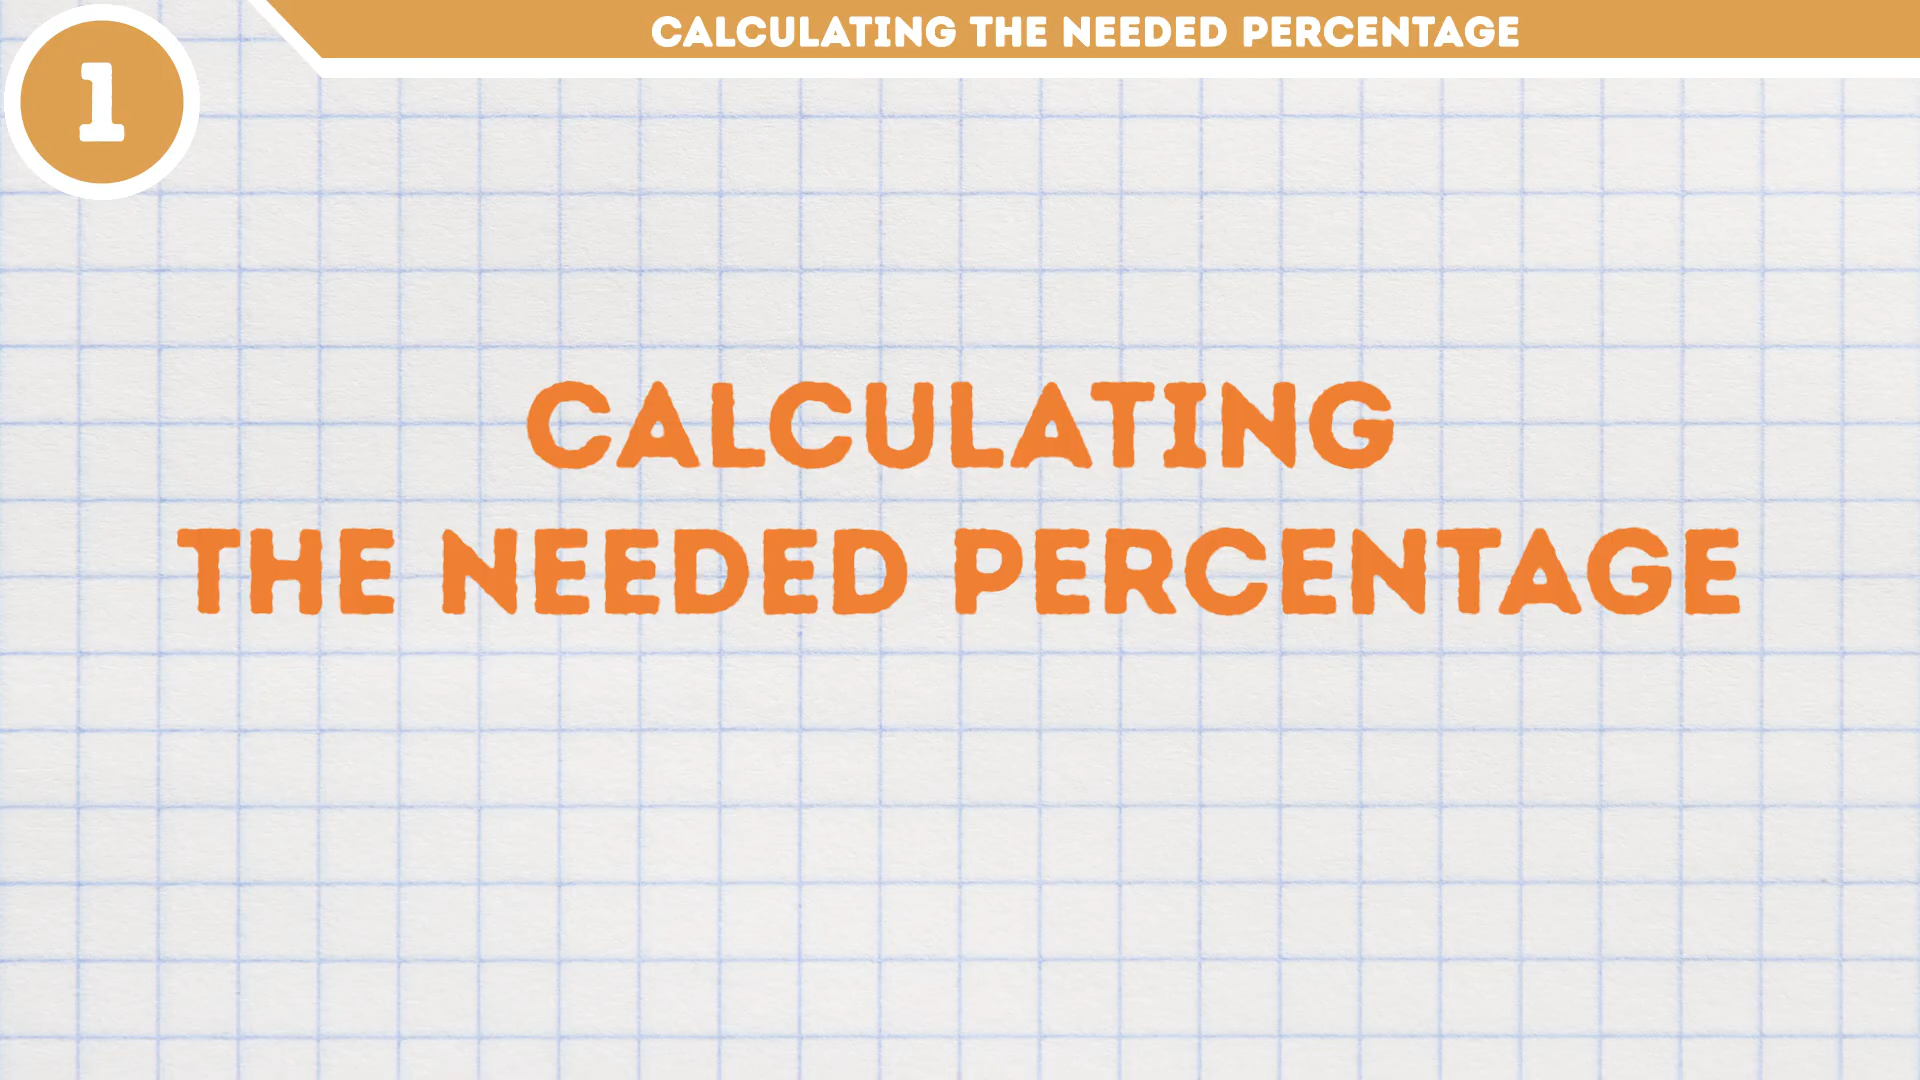 1
CALCULATING THE NEEDED PERCENTAGE
CALCULATING
THE NEEDED PERCENTAGE